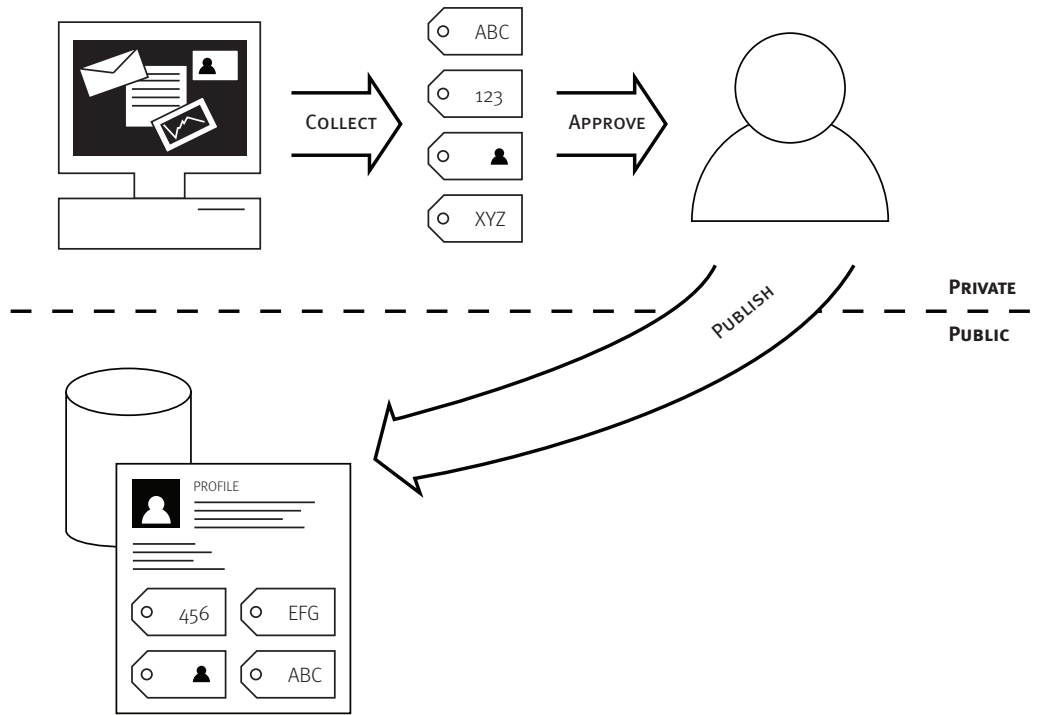 ABC
123
XYZ
Collect
Approve
Publish
Private
Public
PROFILE
456
EFG
ABC